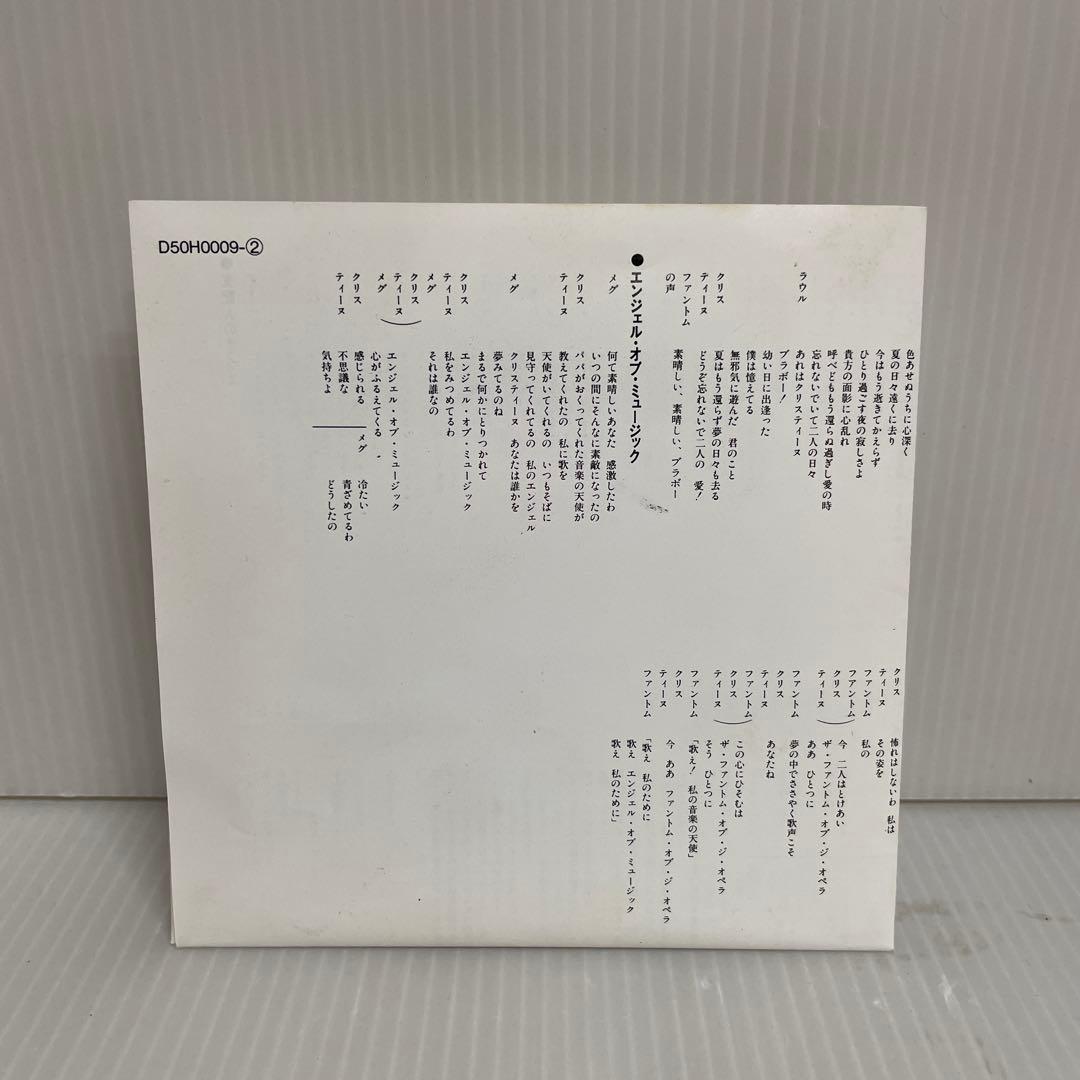 D50H0009-②
色あせぬうちに心深く
夏の日々遠くに去り
今はもう逝きてかえらず
ひとり過ごす夜の寂しさよ
貴方の面影に心乱れ
呼べどももう還らぬ過ぎし愛の時
忘れないでいて二人の日々
ラウル
あれはクリスティーヌ
ブラボー！
幼い日に出逢った
僕は憶えてる
無邪気に遊んだ 君のこと
クリス
ティーヌ
夏はもう還らず夢の日々も去る
どうぞ忘れないで二人の 愛！
ファントム
の声
素晴しい、素晴しい、ブラボー
●エンジェル・オブ・ミュージック
メグ
何て素晴しいあなた 感激したわ
いつの間にそんなに素敵になったの
クリス
ティーヌ
パパがおくってくれた音楽の天使が
教えてくれたの 私に歌を
天使がいてくれるの いつもそばに
見守ってくれてるの 私のエンジェル
メグ
クリスティーヌ あなたは誰かを
夢みてるのね
まるで何かにとりつかれて
クリス
ティーヌ
エンジェル・オブ・ミュージック
私をみつめてるわ
メグ
それは誰なの
クリス
ティーヌ
メグ
エンジェル・オブ・ミュージック
心がふるえてくる
クリス
ティーヌ
感じられる
不思議な
気持ちよ
メグ
冷たい
青ざめてるわ
どうしたの
クリス
ティーヌ
怖れはしないわ 私は
その姿を
ファントム
私の
ファントム
クリス
ティーヌ
今 二人はとけあい
ザ・ファントム・オブ・ジ・オペラ
ああ ひとつに
ファントム
夢の中でささやく歌声こそ
クリス
ティーヌ
あなたね
ファントム
クリス
ティーヌ
この心にひそむは
ザ・ファントム・オブ・ジ・オペラ
そう ひとつに
ファントム
「歌え！ 私の音楽の天使」
クリス
ティーヌ
今 ああ ファントム・オブ・ジ・オペラ
ファントム
「歌え 私のために
歌え エンジェル・オブ・ミュージック
歌え 私のために」